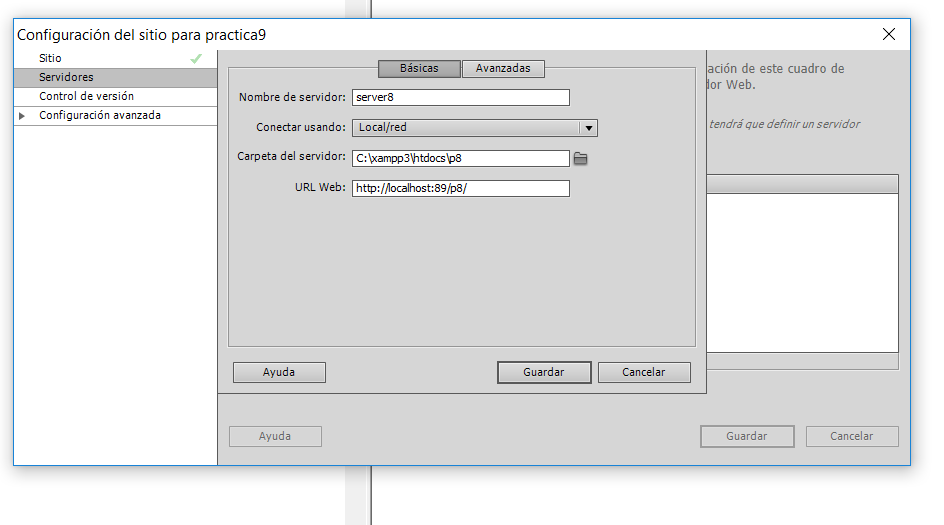 Configuración del sitio para practica9
Sitio
Servidores
Control de versión
Configuración avanzada
Básicas
Avanzadas
Nombre de servidor: server8
Conectar usando: Local/red
Carpeta del servidor: C:\xampp3\htdocs\p8
URL Web: http://localhost:89/p8/
Ayuda
Guardar
Cancelar
ación de este cuadro de
dor Web.
tendrá que definir un servidor
Ayuda
Guardar
Cancelar